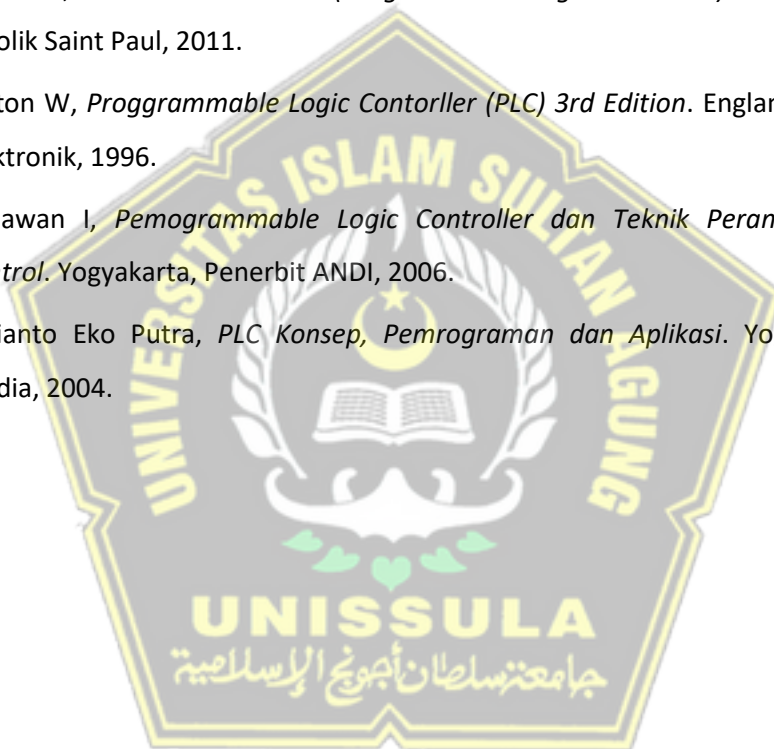 olik Saint Paul, 2011.
ton W, Proggrammable Logic Contorller (PLC) 3rd Edition. Englan
ktronik, 1996.
awan I, Pemogrammable Logic Controller dan Teknik Peran
trol. Yogyakarta, Penerbit ANDI, 2006.
ianto Eko Putra, PLC Konsep, Pemrograman dan Aplikasi. Yo
dia, 2004.
UNIVERSITAS ISLAM SULTAN AGUNG
UNISSULA
جامعة سلطان أجونج الإسلامية